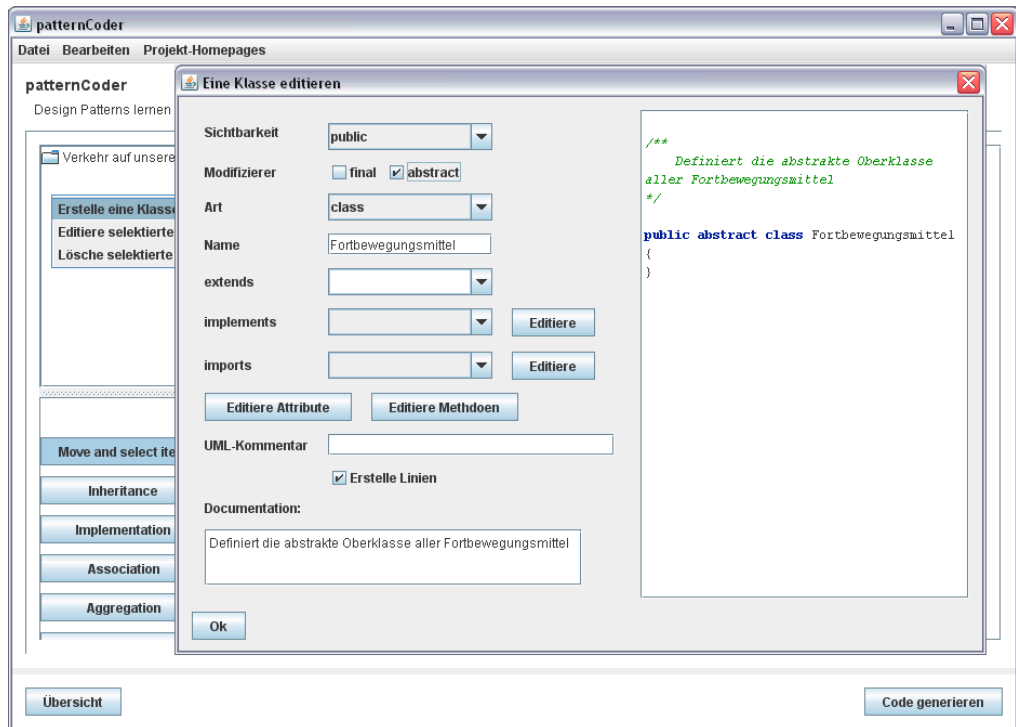 patternCoder
Datei Bearbeiten Projekt-Homepages
patternCoder
Design Patterns lernen
Verkehr auf unsere
Erstelle eine Klasse
Editiere selektierte
Lösche selektierte
Move and select ite
Inheritance
Implementation
Association
Aggregation
Übersicht
Code generieren
Eine Klasse editieren
Sichtbarkeit public
Modifizierer final abstract
Art class
Name Fortbewegungsmittel
extends
implements Editiere
imports Editiere
Editiere Attribute Editiere Methdoen
UML-Kommentar
Erstelle Linien
Documentation:
Definiert die abstrakte Oberklasse aller Fortbewegungsmittel
Ok
/**
Definiert die abstrakte Oberklasse
aller Fortbewegungsmittel
*/
public abstract class Fortbewegungsmittel
{
}